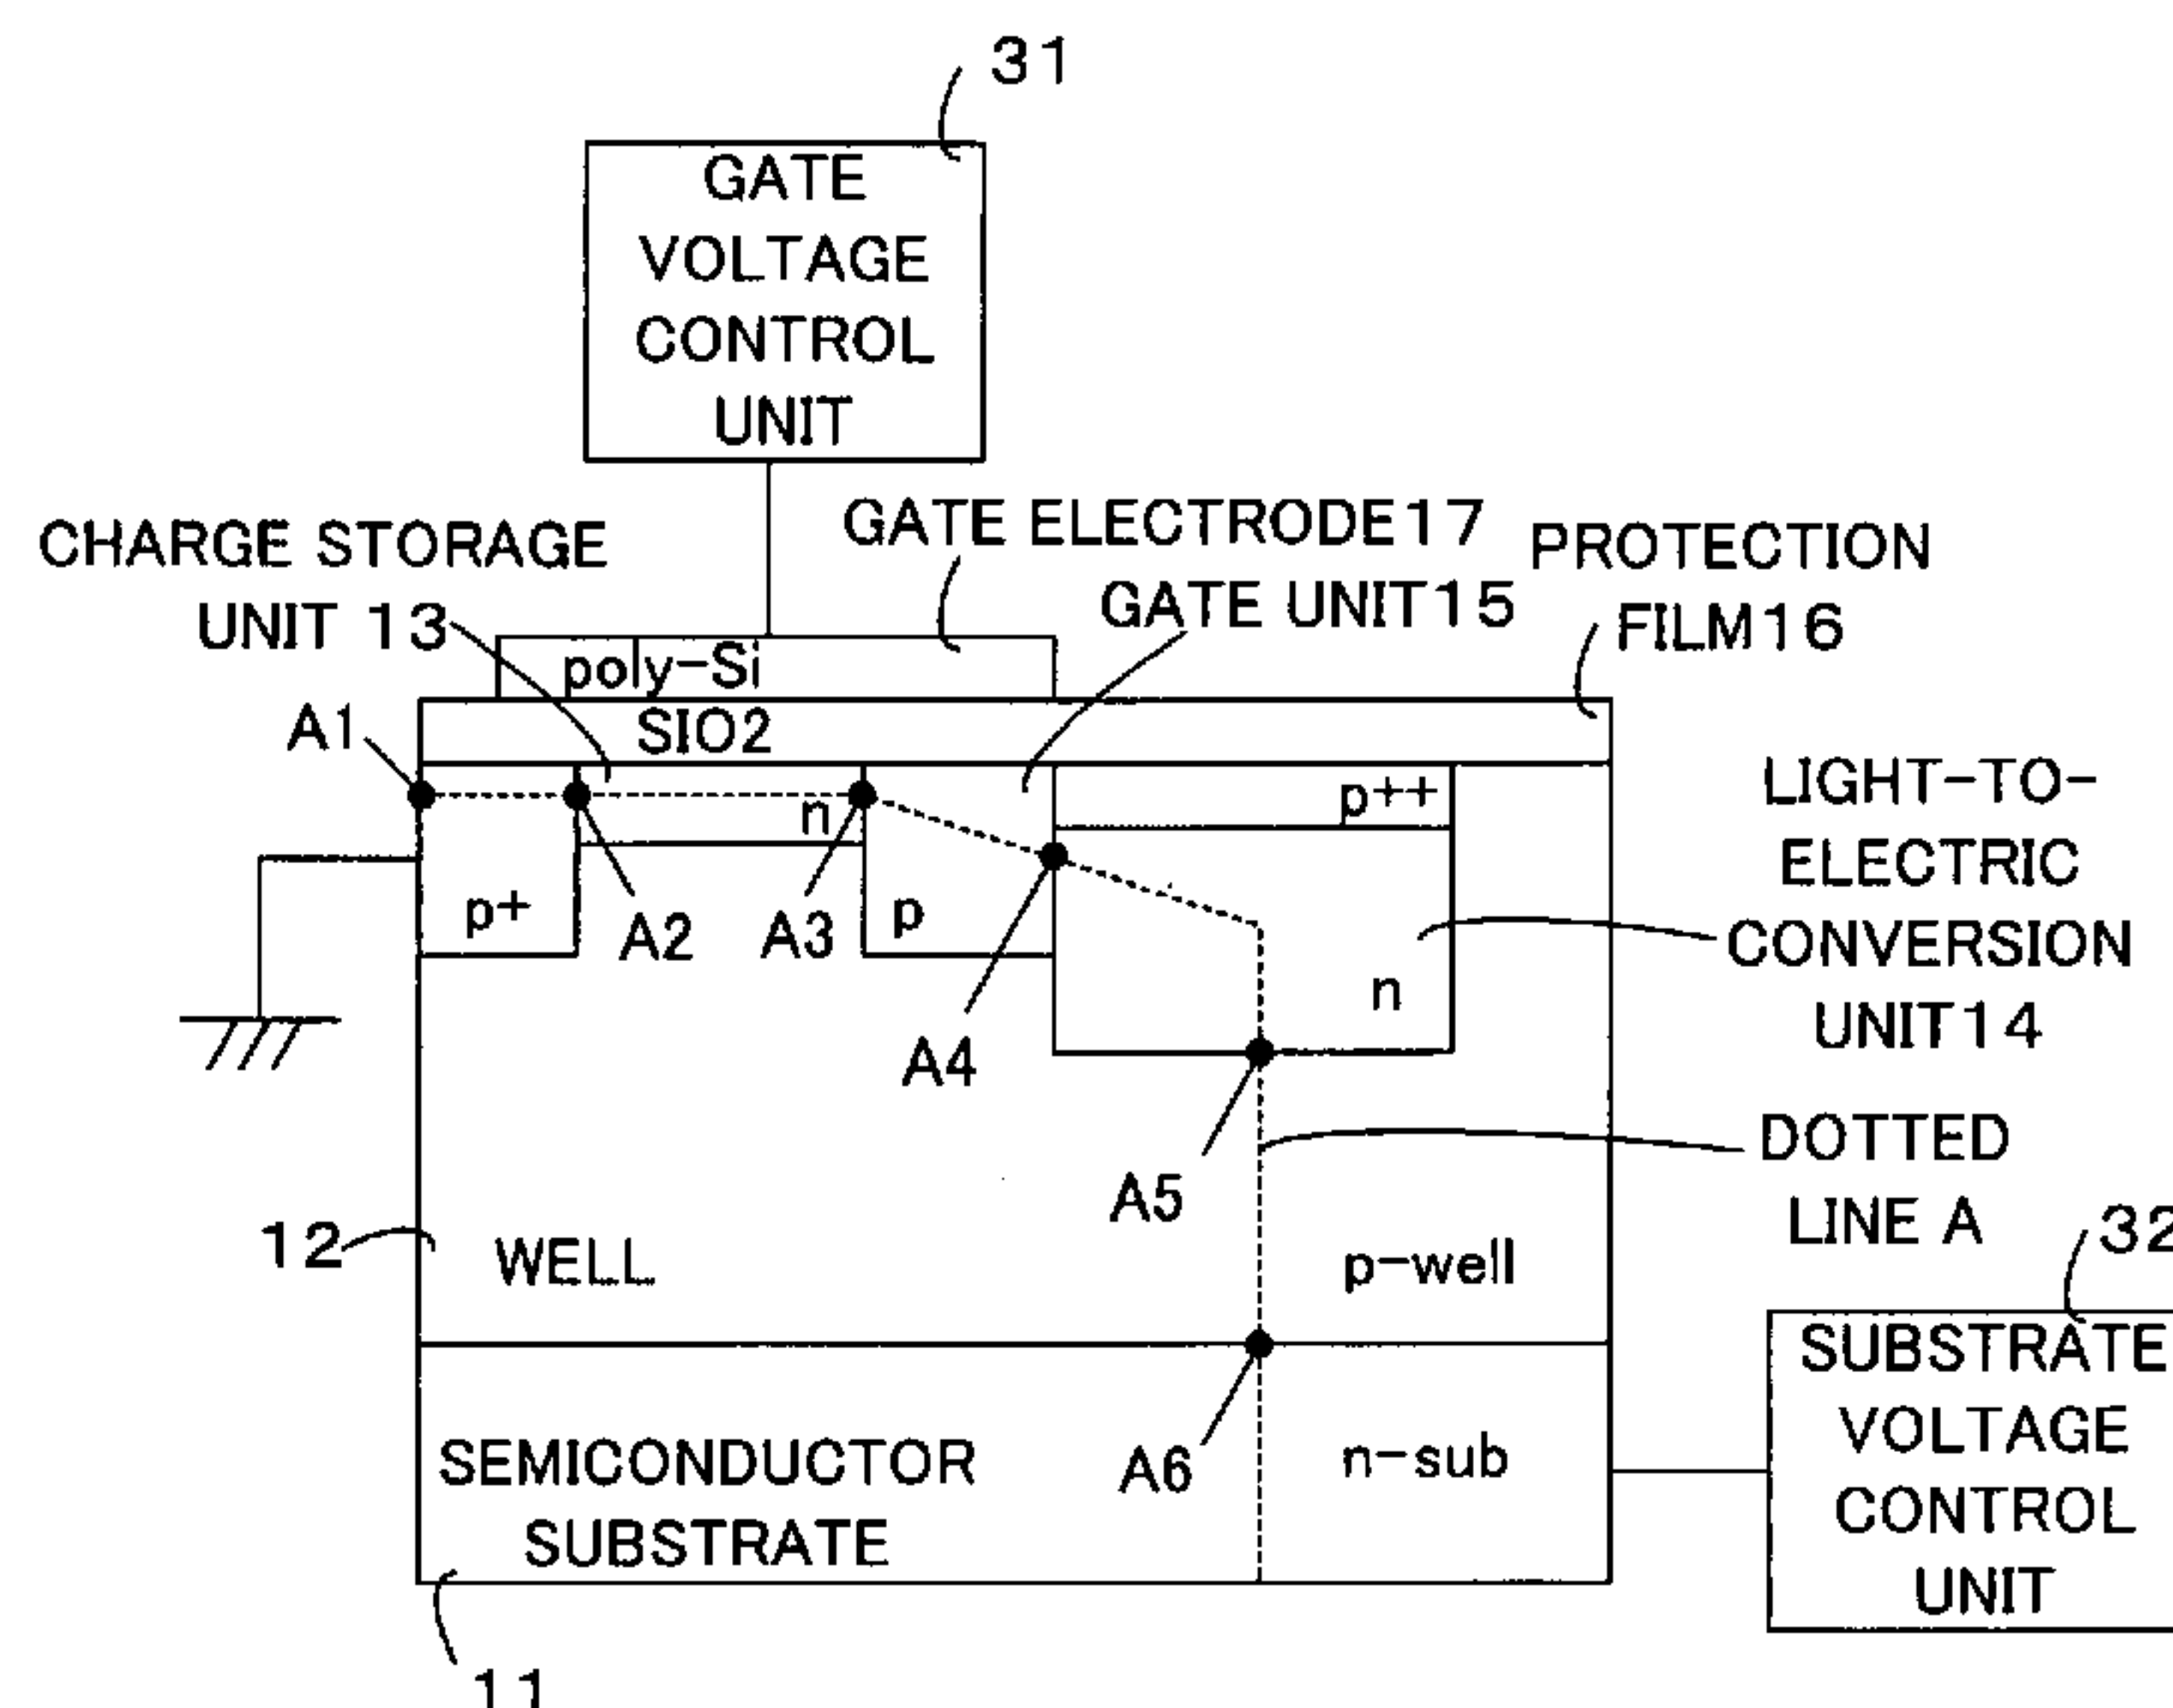 31
GATE
VOLTAGE
CONTROL
UNIT
CHARGE STORAGE
UNIT 13
GATE ELECTRODE17
GATE UNIT15
PROTECTION
FILM16
poly-Si
SIO2
A1
n
p++
p+
A2
A3
p
LIGHT-TO-
ELECTRIC
CONVERSION
UNIT14
n
A4
A5
DOTTED
LINE A
12
WELL
p-well
32
SUBSTRATE
VOLTAGE
CONTROL
UNIT
A6
SEMICONDUCTOR
SUBSTRATE
n-sub
11